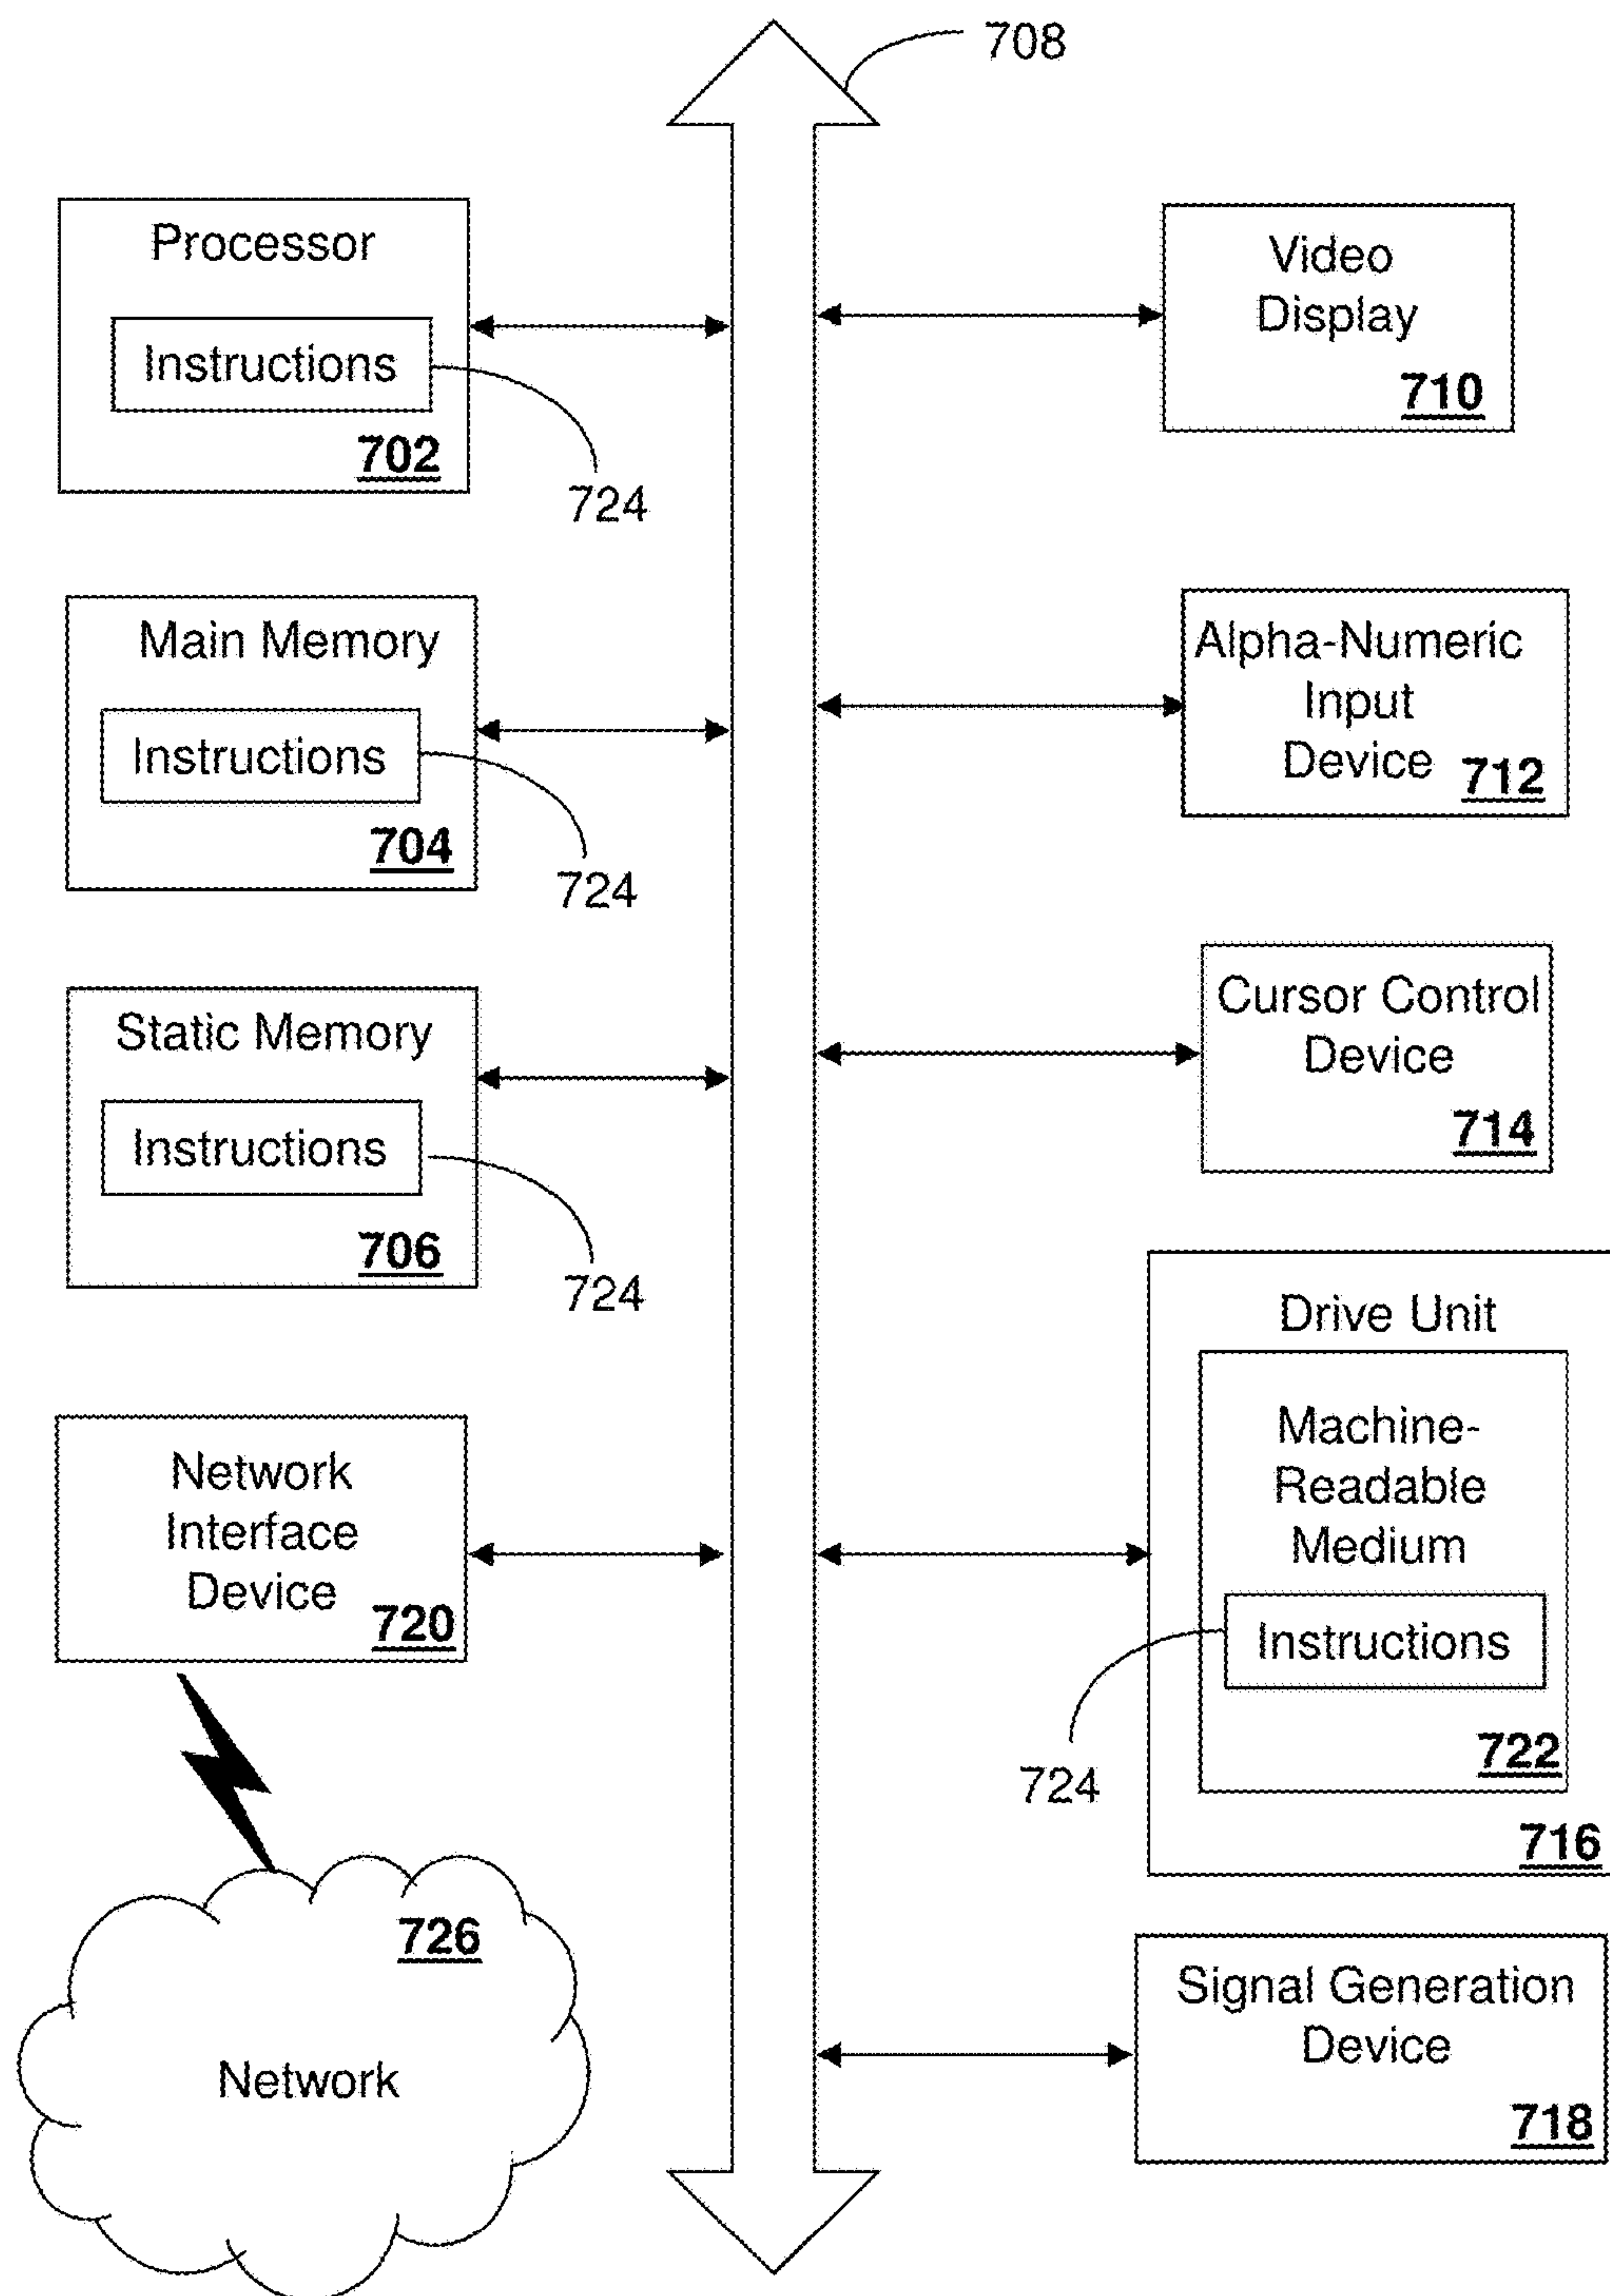 708
Processor
Instructions
702
724
Main Memory
Instructions
704
724
Static Memory
Instructions
706
724
Network
Interface
Device
720
726
Network
Video
Display
710
Alpha-Numeric
Input
Device
712
Cursor Control
Device
714
Drive Unit
Machine-
Readable
Medium
Instructions
724
722
716
Signal Generation
Device
718